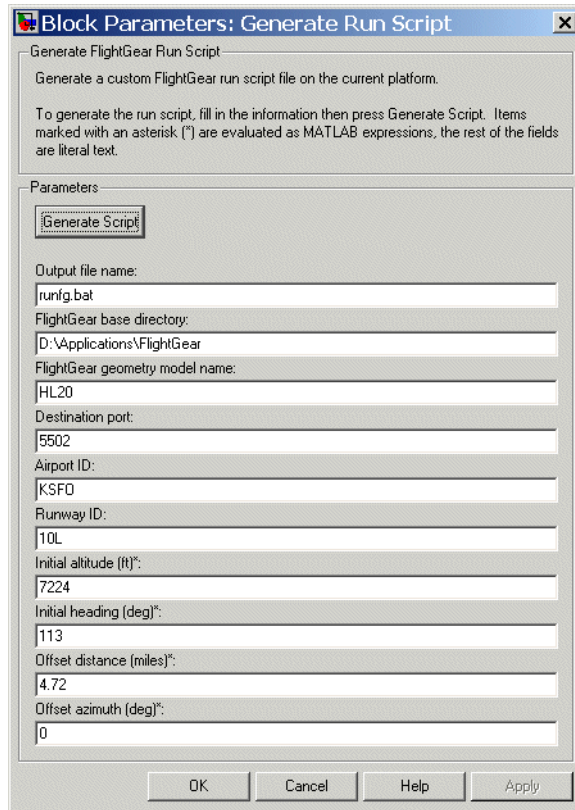 Block Parameters: Generate Run Script
Generate FlightGear Run Script
Generate a custom FlightGear run script file on the current platform.
To generate the run script, fill in the information then press Generate Script. Items
marked with an asterisk (*) are evaluated as MATLAB expressions, the rest of the fields
are literal text.
Parameters
Generate Script
Output file name:
runfg.bat
FlightGear base directory:
D:\Applications\FlightGear
FlightGear geometry model name:
HL20
Destination port:
5502
Airport ID:
KSFO
Runway ID:
10L
Initial altitude (ft)*:
7224
Initial heading (deg)*:
113
Offset distance (miles)*:
4.72
Offset azimuth (deg)*:
0
OK Cancel Help Apply